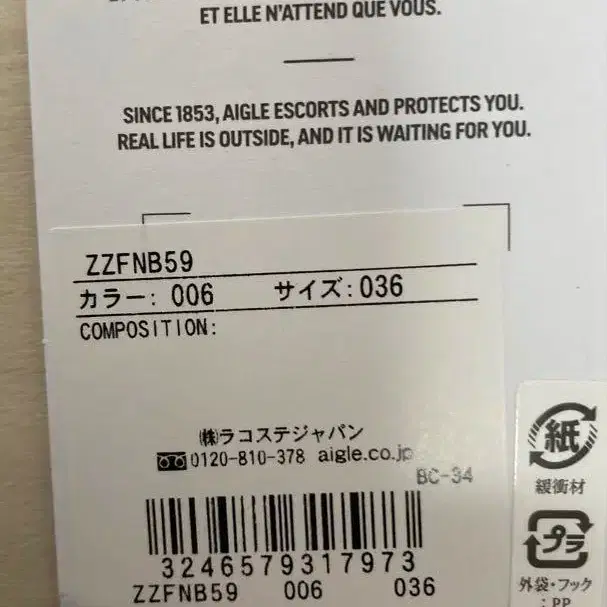 ET ELLE N'ATTEND QUE VOUS.
SINCE 1853, AIGLE ESCORTS AND PROTECTS YOU.
REAL LIFE IS OUTSIDE, AND IT IS WAITING FOR YOU.
ZZFNB59
カラー: 006 サイズ:036
COMPOSITION:
㈱ラコステジャパン
0120-810-378 aigle.co.jp
BC-34
3246579317973
ZZFNB59 006 036
紙
緩衝材
プラ
外袋・フック
:PP